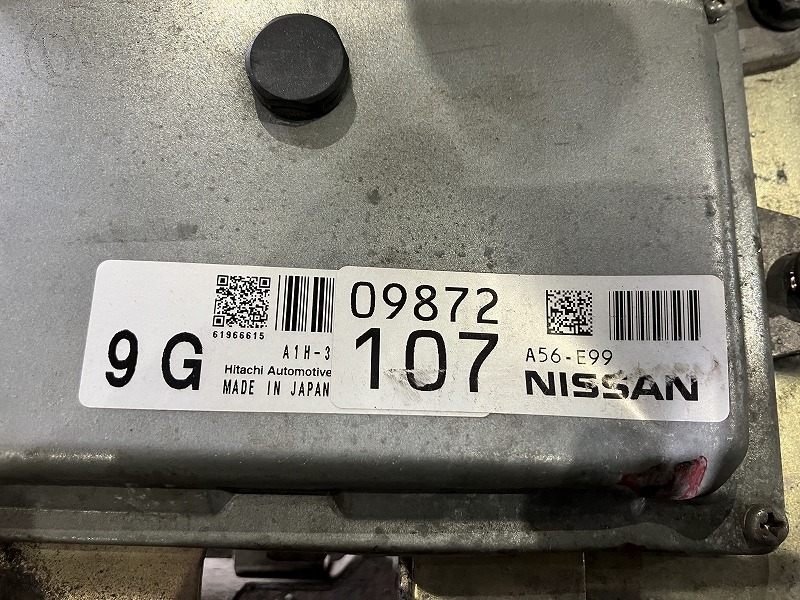 9 G
61966615
A1H-3
Hitachi Automotive
MADE IN JAPAN
09872
107
A56-E99
NISSAN